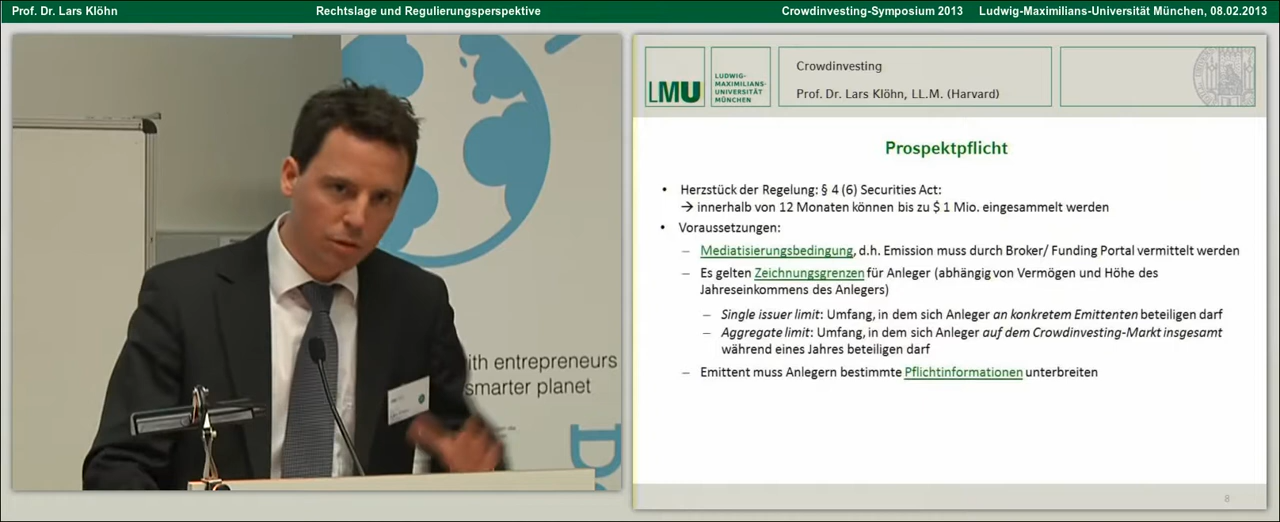 Prof. Dr. Lars Klöhn Rechtslage und Regulierungsperspektive Crowdinvesting-Symposium 2013 Ludwig-Maximilians-Universität München, 08.02.2013
ith entrepreneurs
smarter planet
LMU
LUDWIG-
MAXIMILIANS-
UNIVERSITÄT
MÜNCHEN
Crowdinvesting
Prof. Dr. Lars Klöhn, LL.M. (Harvard)
Prospektpflicht
• Herzstück der Regelung: § 4 (6) Securities Act:
→ innerhalb von 12 Monaten können bis zu $ 1 Mio. eingesammelt werden
• Voraussetzungen:
– Mediatisierungsbedingung, d.h. Emission muss durch Broker/ Funding Portal vermittelt werden
– Es gelten Zeichnungsgrenzen für Anleger (abhängig von Vermögen und Höhe des
Jahreseinkommens des Anlegers)
– Single issuer limit: Umfang, in dem sich Anleger an konkretem Emittenten beteiligen darf
– Aggregate limit: Umfang, in dem sich Anleger auf dem Crowdinvesting-Markt insgesamt
während eines Jahres beteiligen darf
– Emittent muss Anlegern bestimmte Pflichtinformationen unterbreiten
8